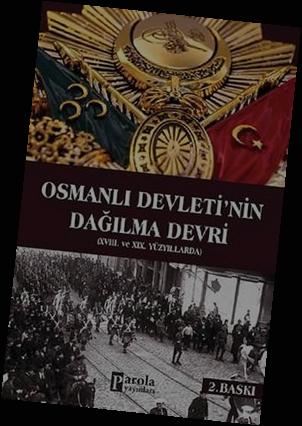 OSMANLI DEVLETİ'NİN
DAĞILMA DEVRİ
(XVIII. ve XIX. YÜZYILLARDA)
2. BASKI
Parola
yayınları